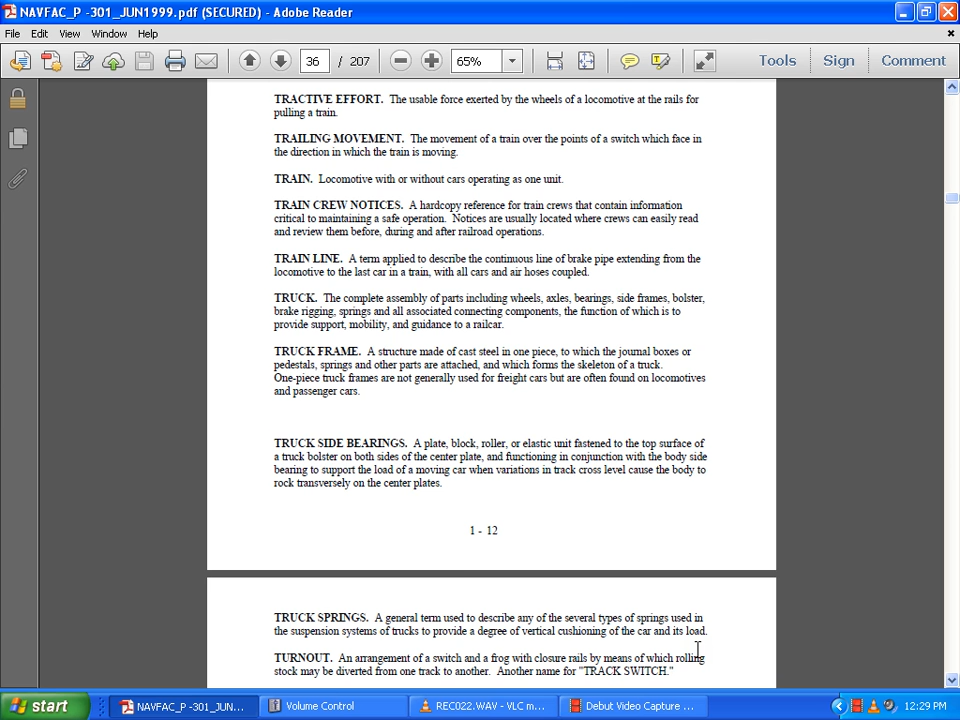 NAVFAC_P -301_JUN1999.pdf (SECURED) - Adobe Reader
File Edit View Window Help
36 / 207 65% Tools Sign Comment
TRACTIVE EFFORT. The usable force exerted by the wheels of a locomotive at the rails for
pulling a train.
TRAILING MOVEMENT. The movement of a train over the points of a switch which face in
the direction in which the train is moving.
TRAIN. Locomotive with or without cars operating as one unit.
TRAIN CREW NOTICES. A hardcopy reference for train crews that contain information
critical to maintaining a safe operation. Notices are usually located where crews can easily read
and review them before, during and after railroad operations.
TRAIN LINE. A term applied to describe the continuous line of brake pipe extending from the
locomotive to the last car in a train, with all cars and air hoses coupled.
TRUCK. The complete assembly of parts including wheels, axles, bearings, side frames, bolster,
brake rigging, springs and all associated connecting components, the function of which is to
provide support, mobility, and guidance to a railcar.
TRUCK FRAME. A structure made of cast steel in one piece, to which the journal boxes or
pedestals, springs and other parts are attached, and which forms the skeleton of a truck.
One-piece truck frames are not generally used for freight cars but are often found on locomotives
and passenger cars.
TRUCK SIDE BEARINGS. A plate, block, roller, or elastic unit fastened to the top surface of
a truck bolster on both sides of the center plate, and functioning in conjunction with the body side
bearing to support the load of a moving car when variations in track cross level cause the body to
rock transversely on the center plates.
1 - 12
TRUCK SPRINGS. A general term used to describe any of the several types of springs used in
the suspension systems of trucks to provide a degree of vertical cushioning of the car and its load.
TURNOUT. An arrangement of a switch and a frog with closure rails by means of which rolling
stock may be diverted from one track to another. Another name for "TRACK SWITCH."
start NAVFAC_P -301_JUN... Volume Control REC022.WAV - VLC m... Debut Video Capture ... 12:29 PM